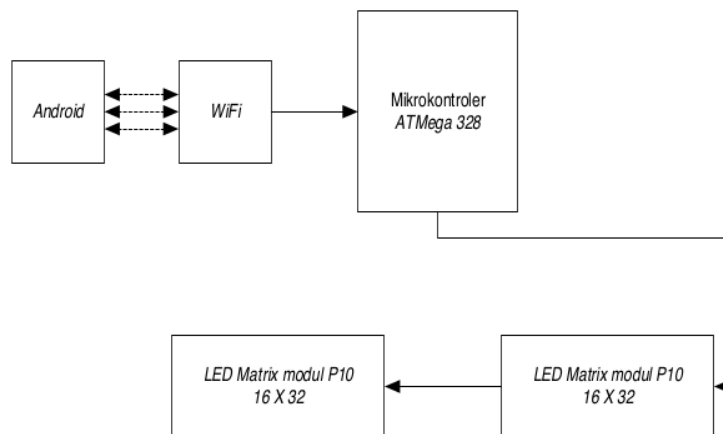 Android
WiFi
Mikrokontroler
ATMega 328
LED Matrix modul P10
16 X 32
LED Matrix modul P10
16 X 32